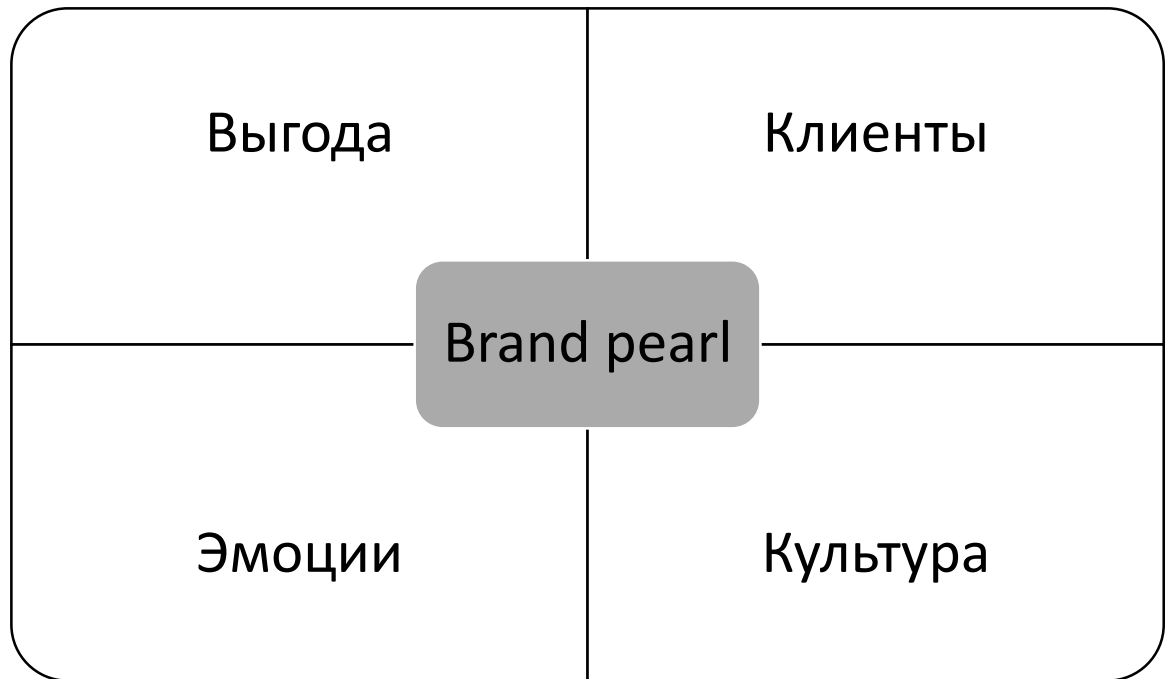 Выгода
Клиенты
Brand pearl
Эмоции
Культура